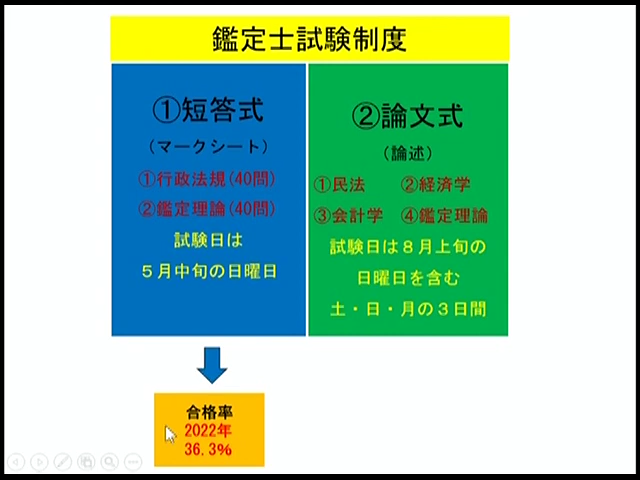 鑑定士試験制度
①短答式
(マークシート)
①行政法規(40問)
②鑑定理論(40問)
試験日は
５月中旬の日曜日
②論文式
(論述)
①民法 ②経済学
③会計学 ④鑑定理論
試験日は８月上旬の
日曜日を含む
土・日・月の３日間
合格率
2022年
36.3%